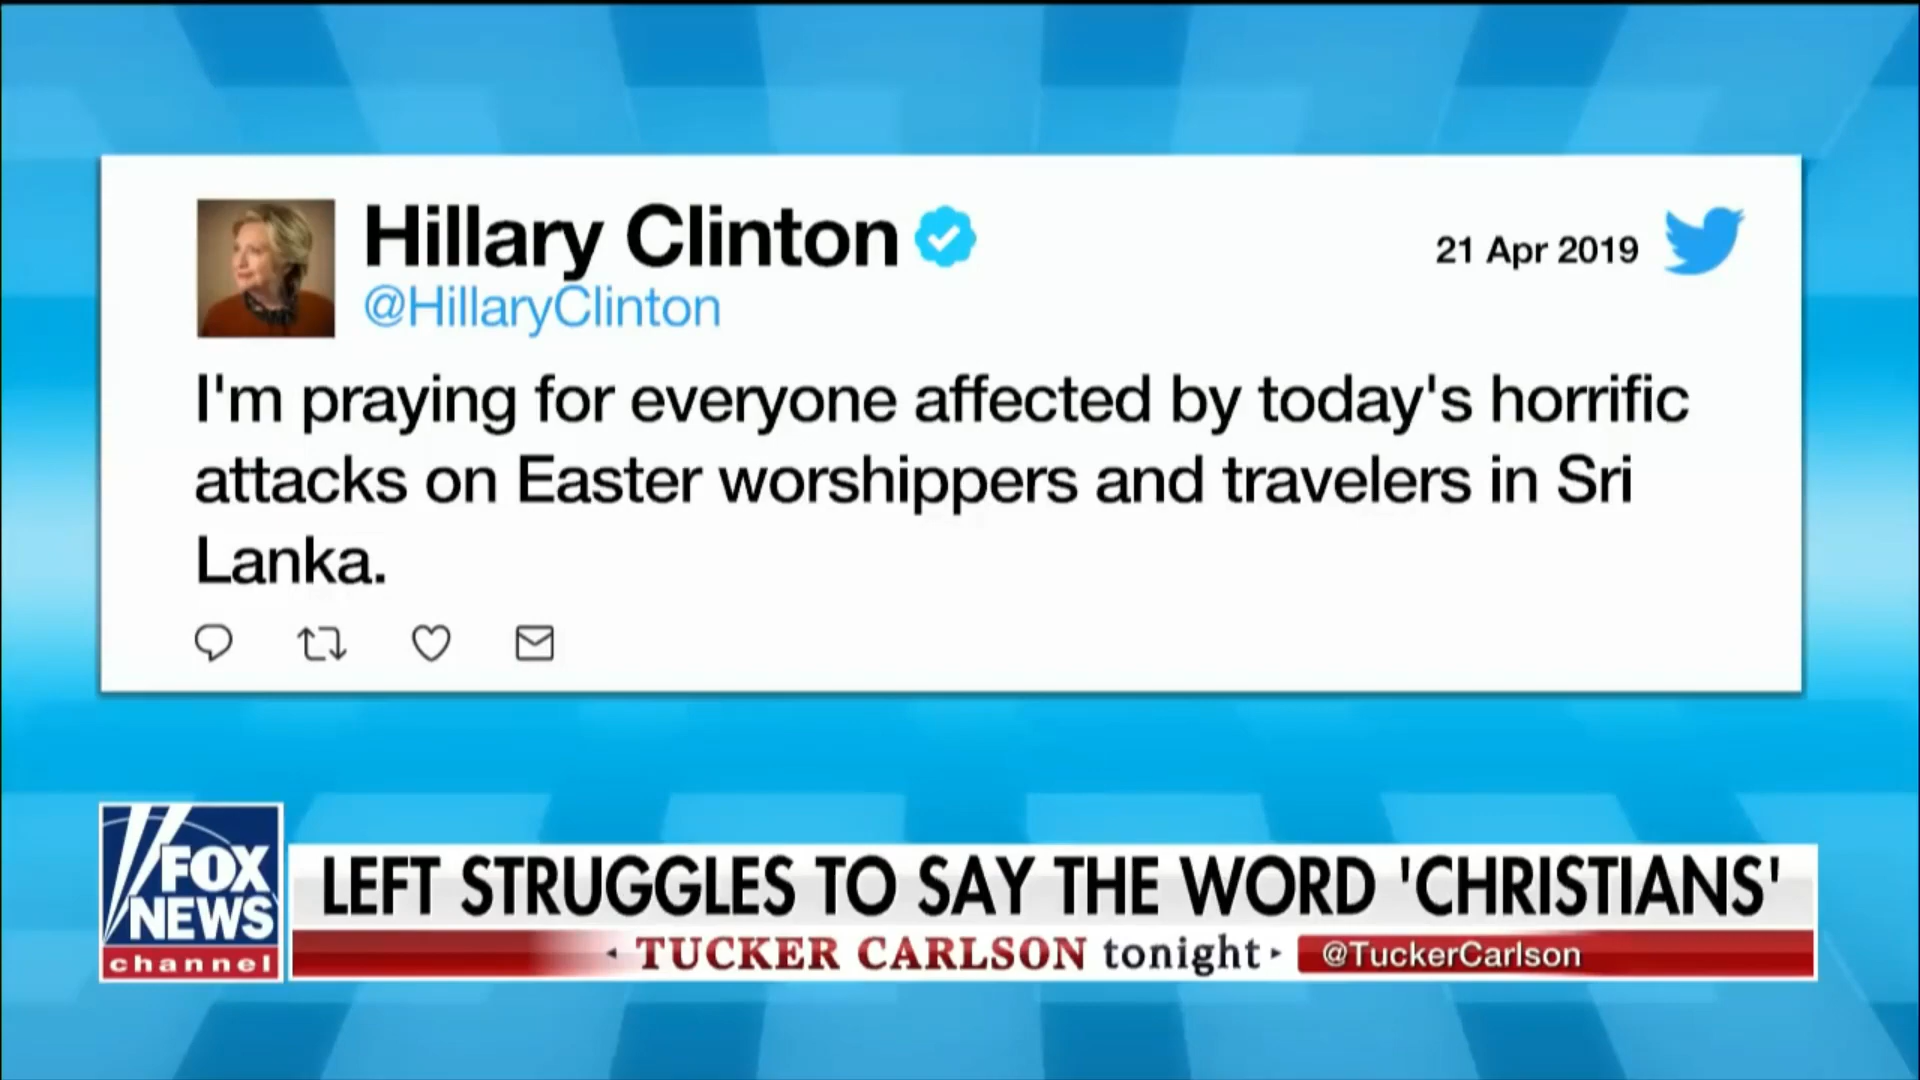 Hillary Clinton
@HillaryClinton
21 Apr 2019
I'm praying for everyone affected by today's horrific
attacks on Easter worshippers and travelers in Sri
Lanka.
FOX
NEWS
channel
LEFT STRUGGLES TO SAY THE WORD 'CHRISTIANS'
TUCKER CARLSON tonight
@TuckerCarlson